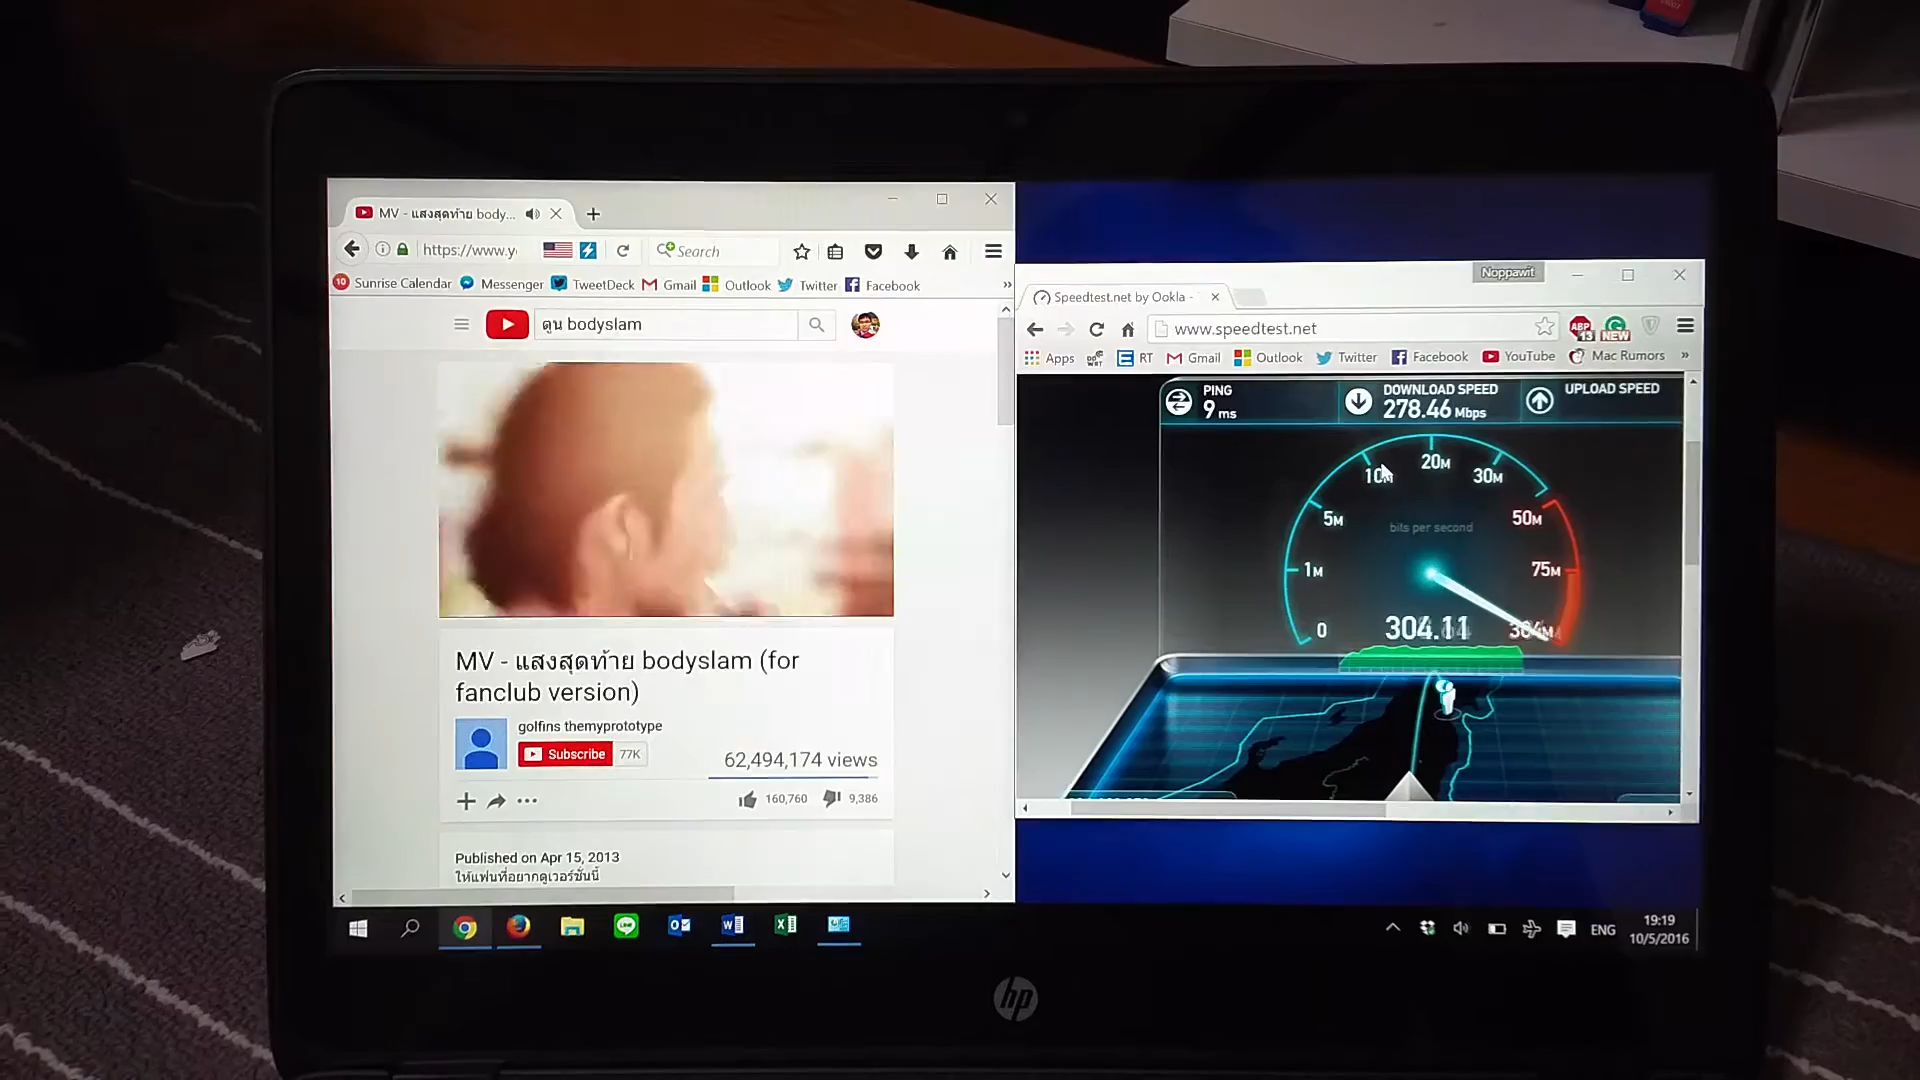 MV - แสงสุดท้าย body...
https://www.y
Search
10 Sunrise Calendar Messenger TweetDeck Gmail Outlook Twitter Facebook »
ตูน bodyslam
MV - แสงสุดท้าย bodyslam (for
fanclub version)
golfins themyprototype
Subscribe 77K
62,494,174 views
160,760 9,386
Published on Apr 15, 2013
ให้แฟนที่อยากดูเวอร์ชั่นนี้
Noppawit
Speedtest.net by Ookla -
www.speedtest.net
ABP 13 NEW
Apps RT Gmail Outlook Twitter Facebook YouTube Mac Rumors »
PING
9 ms
DOWNLOAD SPEED
278.46 Mbps
UPLOAD SPEED
10M 20M 30M
5M 50M
bits per second
1M 75M
0 304.11
LINE
ENG
19:19
10/5/2016
hp